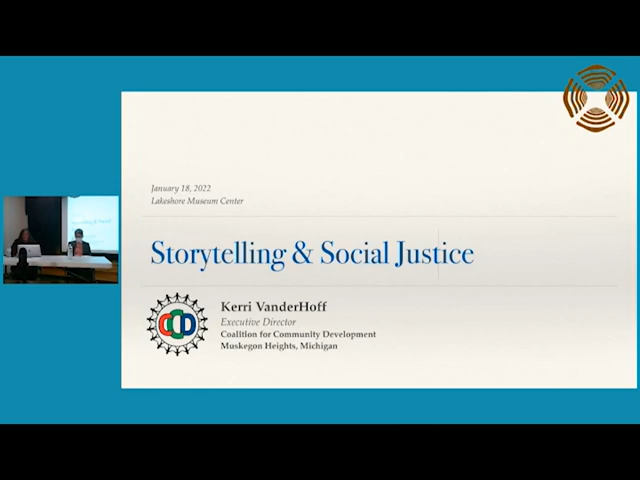 January 18, 2022
Lakeshore Museum Center
Storytelling & Social Justice
CCD
Kerri VanderHoff
Executive Director
Coalition for Community Development
Muskegon Heights, Michigan